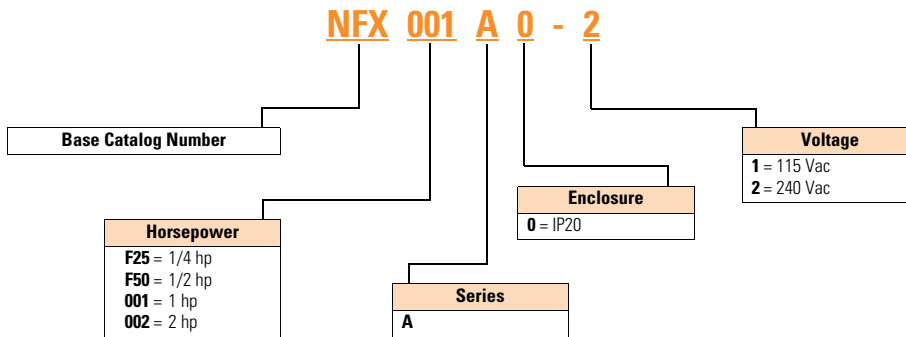 NFX 001 A 0 - 2
Base Catalog Number
Voltage
1 = 115 Vac
2 = 240 Vac
Enclosure
0 = IP20
Horsepower
F25 = 1/4 hp
F50 = 1/2 hp
001 = 1 hp
002 = 2 hp
Series
A